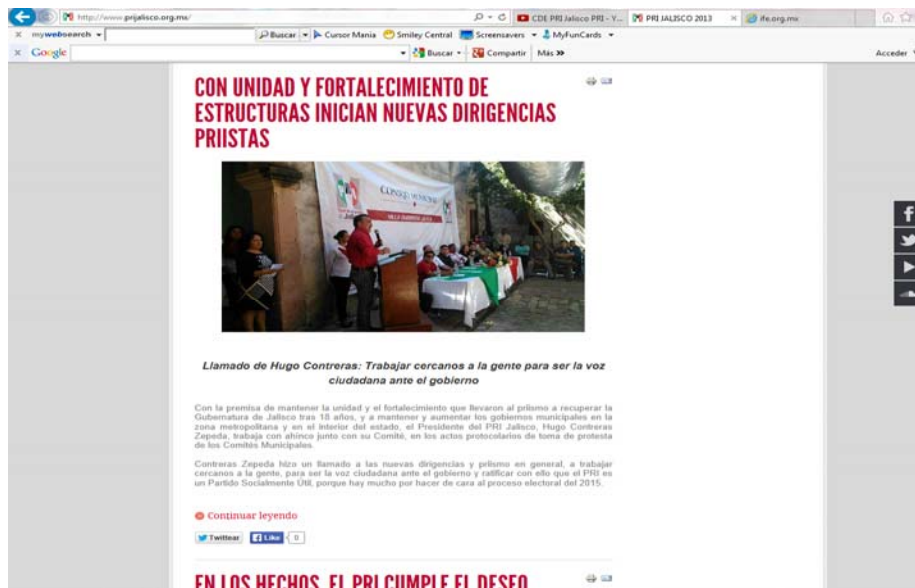 http://www.prijalisco.org.mx/
CDE PRI Jalisco PRI - Y...
PRI JALISCO 2013
ife.org.mx
mywebsearch
Buscar
Cursor Mania
Smiley Central
Screensavers
MyFunCards
Google
Buscar
Compartir
Más
Acceder
CON UNIDAD Y FORTALECIMIENTO DE
ESTRUCTURAS INICIAN NUEVAS DIRIGENCIAS
PRIISTAS
CONSEJO MUNICIPAL
Llamado de Hugo Contreras: Trabajar cercanos a la gente para ser la voz
ciudadana ante el gobierno
Con la premisa de mantener la unidad y el fortalecimiento que llevaron al priismo a recuperar la
Gubernatura de Jalisco tras 18 años, y a mantener y aumentar los gobiernos municipales en la
zona metropolitana y en el interior del estado, el Presidente del PRI Jalisco, Hugo Contreras
Zepeda, trabaja con ahínco junto con su Comité, en los actos protocolarios de toma de protesta
de los Comités Municipales.
Contreras Zepeda hizo un llamado a las nuevas dirigencias y priismo en general, a trabajar
cercanos a la gente, para ser la voz ciudadana ante el gobierno y ratificar con ello que el PRI es
un Partido Socialmente Útil, porque hay mucho por hacer de cara al proceso electoral del 2015.
Continuar leyendo
Twittear
Like
0
EN LOS HECHOS, EL PRI CUMPLE EL DESEO